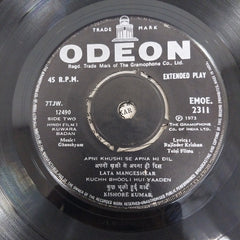 TRADE MARK
ODEON
Regd. Trade Mark of The Gramophone Co., Ltd.
45 R.P.M.
EXTENDED PLAY
7TJW.
12490
SIDE TWO
HINDI FILM:
KUWARA
BADAN
EMOE.
2311
℗ 1973
THE GRAMOPHONE
CO. OF INDIA LTD.
Music:
Ghanshyam
Lyrics:
Rajinder Krishan
APNI KHUSHI SE APNA HI DIL
अपनी खुशी से अपना ही दिल
LATA MANGESHKAR
KUCHH BHOOLI HUI YAADEN
कुछ भूली हुई यादें
KISHORE KUMAR